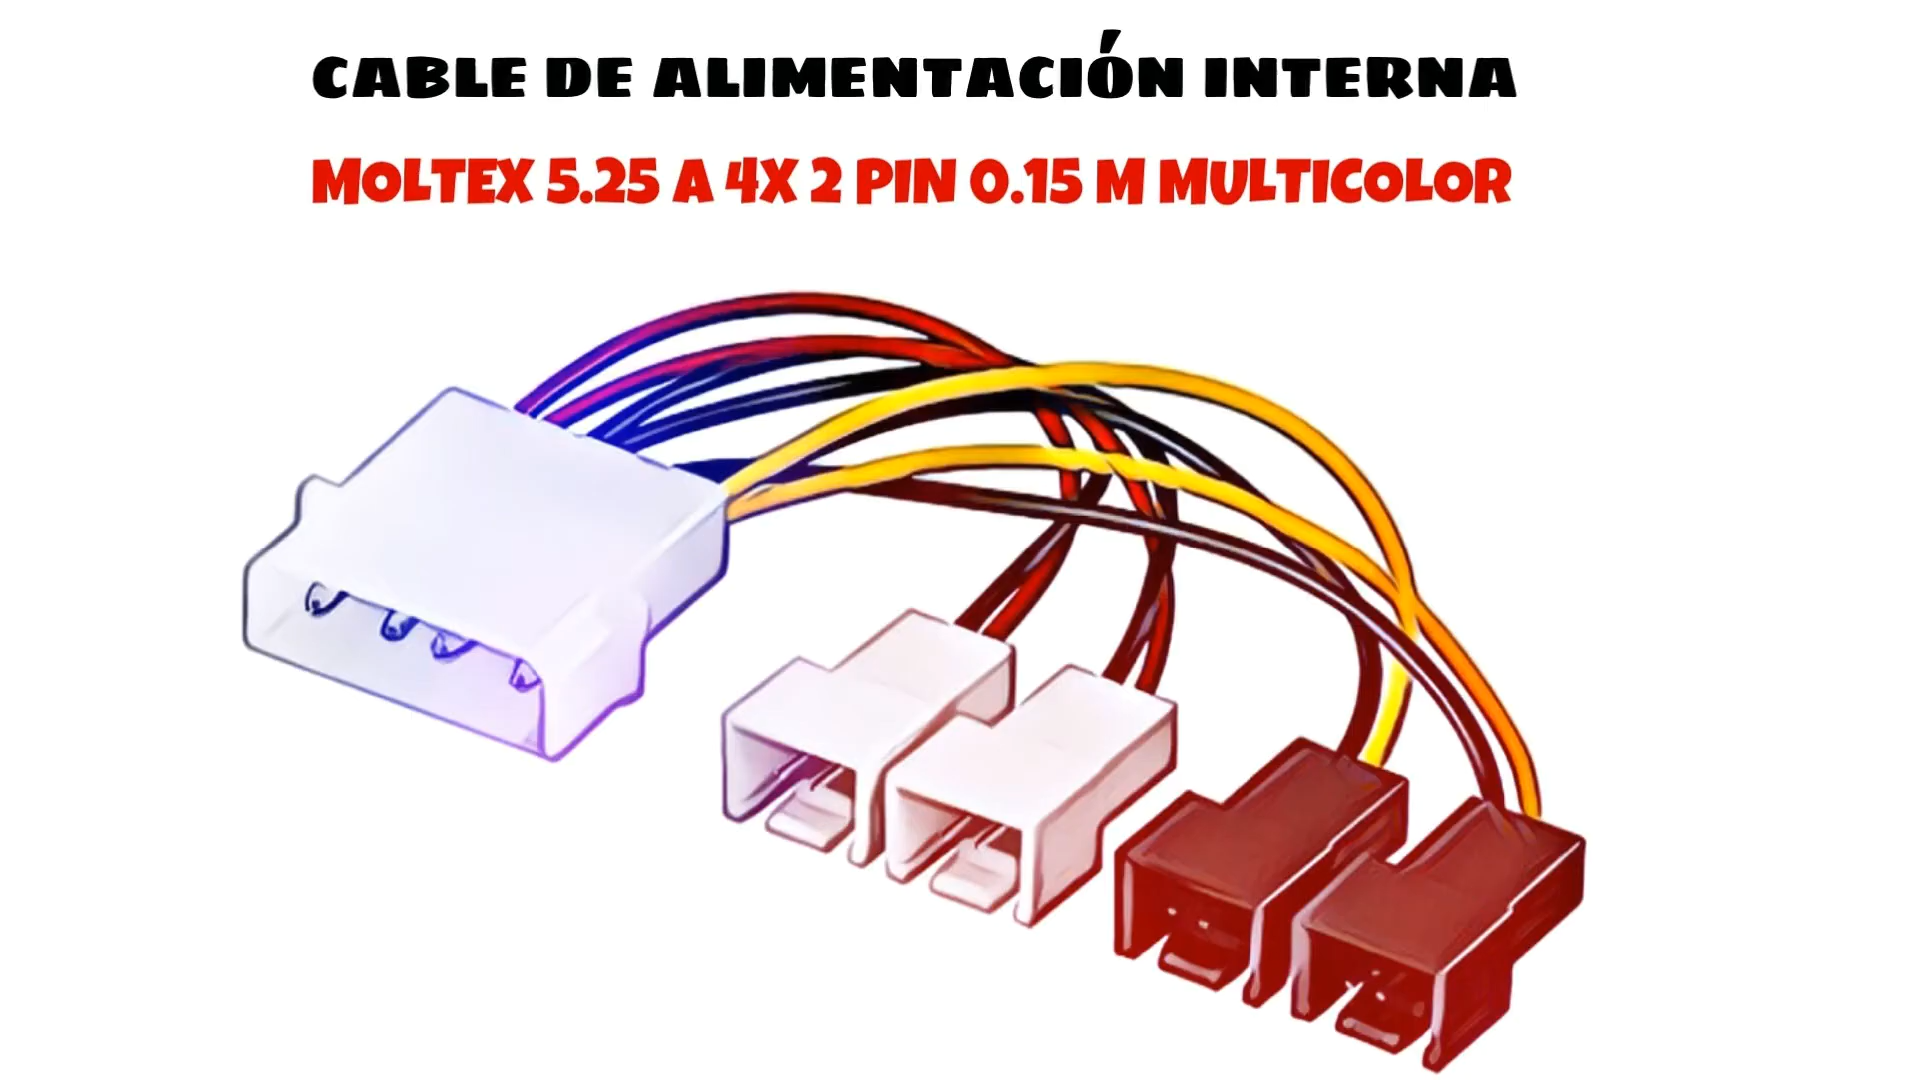 CABLE DE ALIMENTACIÓN INTERNA
MOLTEX 5.25 A 4X 2 PIN 0.15 M MULTICOLOR